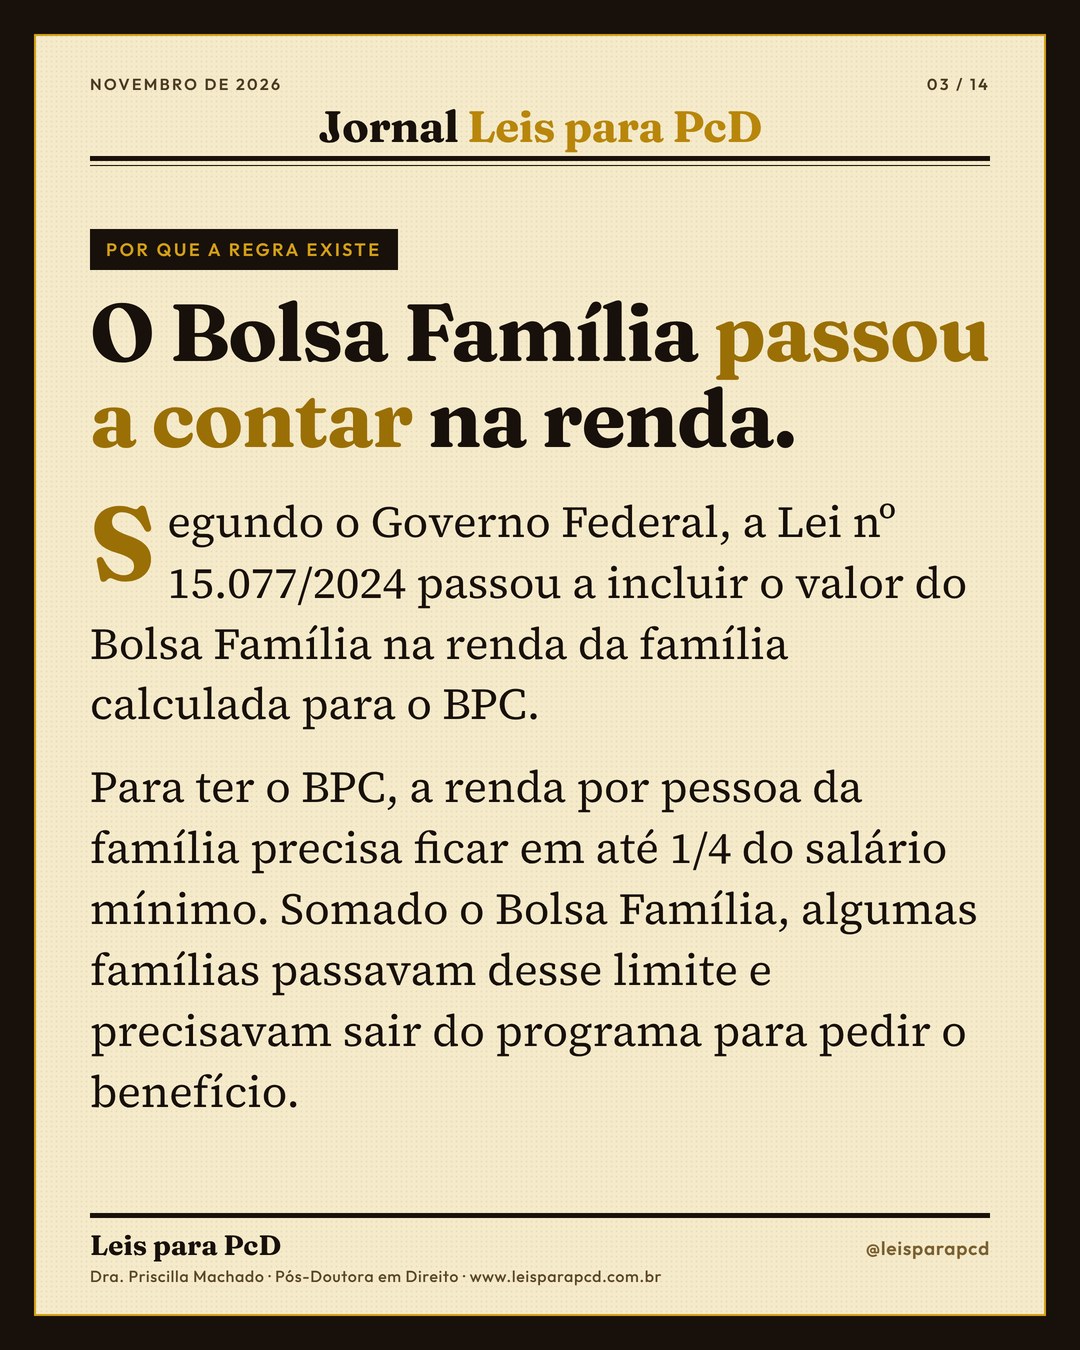 NOVEMBRO DE 2026
03 / 14
Jornal Leis para PcD
POR QUE A REGRA EXISTE
O Bolsa Família passou
a contar na renda.
Segundo o Governo Federal, a Lei nº
15.077/2024 passou a incluir o valor do
Bolsa Família na renda da família
calculada para o BPC.
Para ter o BPC, a renda por pessoa da
família precisa ficar em até 1/4 do salário
mínimo. Somado o Bolsa Família, algumas
famílias passavam desse limite e
precisavam sair do programa para pedir o
benefício.
Leis para PcD
@leisparapcd
Dra. Priscilla Machado · Pós-Doutora em Direito · www.leisparapcd.com.br